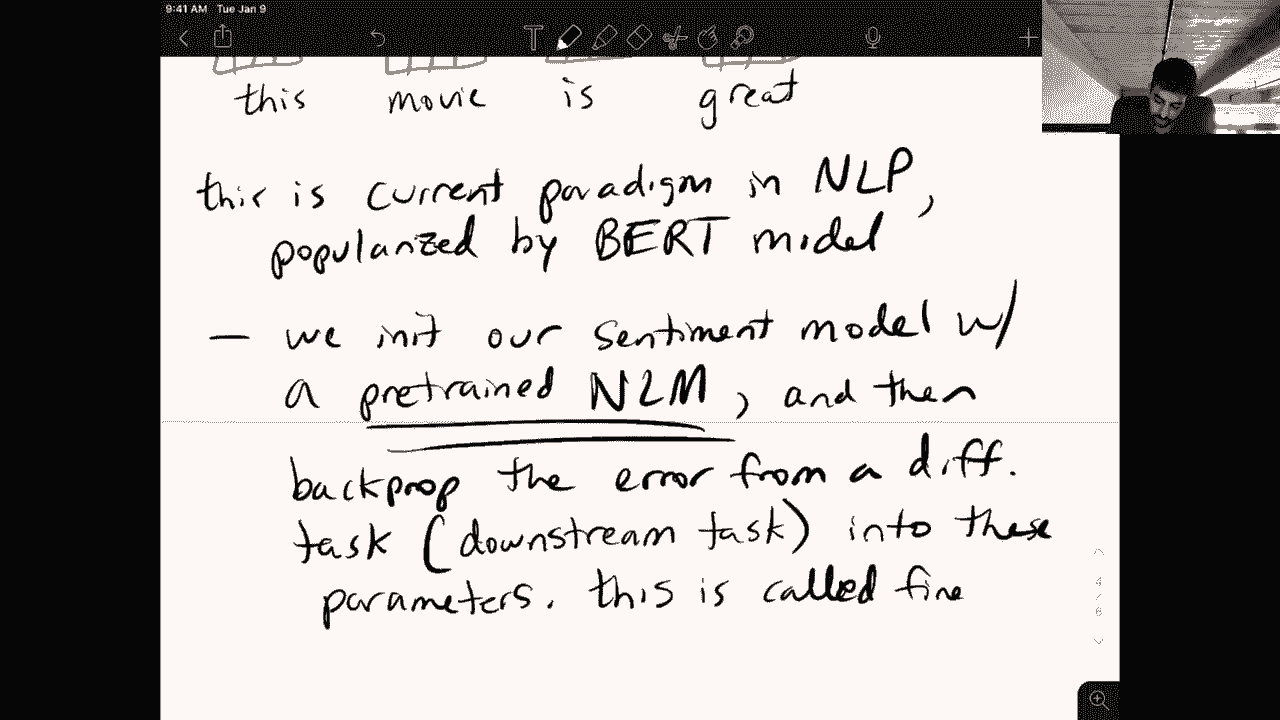 9:41 AM Tue Jan 9
this movie is great
this is current paradigm in NLP,
popularized by BERT model
— we init our sentiment model w/
a pretrained NLM, and then
backprop the error from a diff.
task (downstream task) into these
parameters. this is called fine
4
/
6